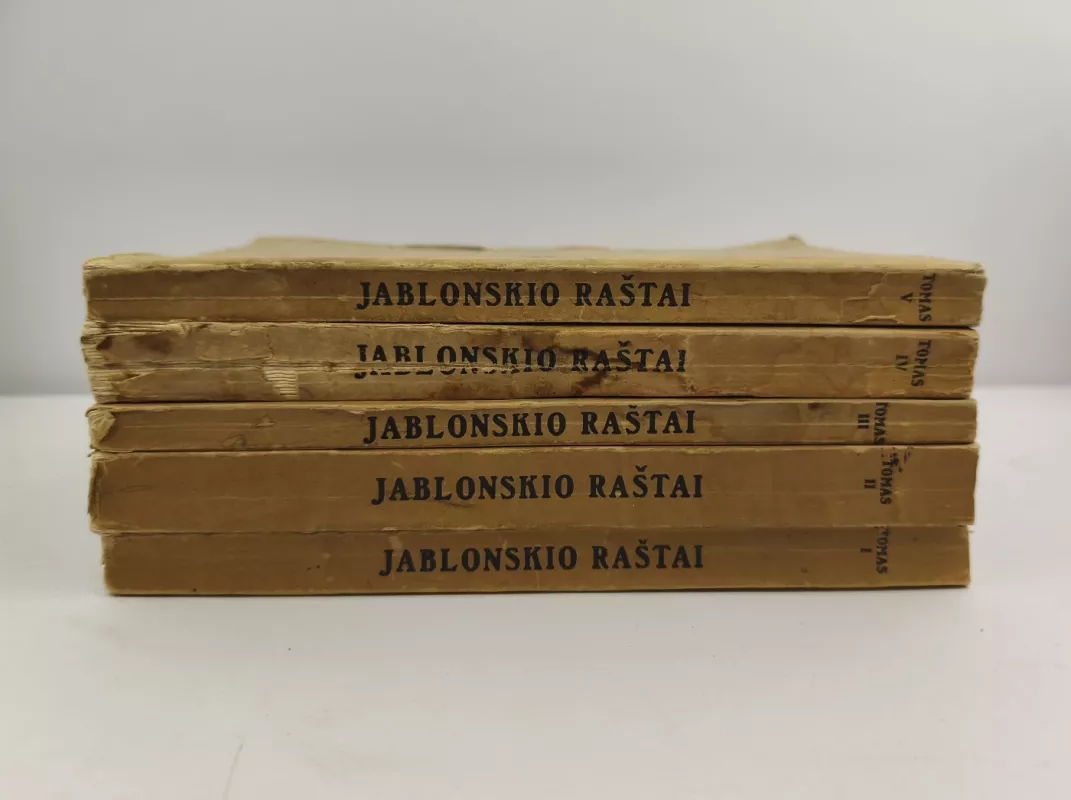 JABLONSKIO RAŠTAI
TOMAS
V
JABLONSKIO RAŠTAI
TOMAS
IV
JABLONSKIO RAŠTAI
TOMAS
III
JABLONSKIO RAŠTAI
TOMAS
II
JABLONSKIO RAŠTAI
TOMAS
I